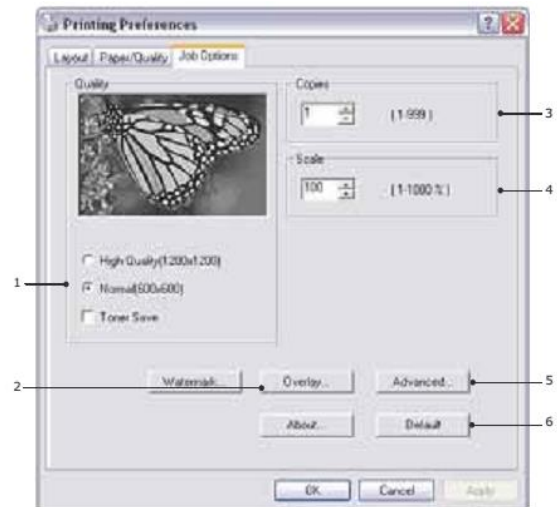 Printing Preferences
Layout Paper/Quality Job Options
Quality
Copies
1 (1-999)
3
Scale
100 (1-1000 %)
4
High Quality(1200x1200)
1
Normal(600x600)
Toner Save
Watermark... Overlay... Advanced...
2
5
About... Default
6
OK Cancel Apply